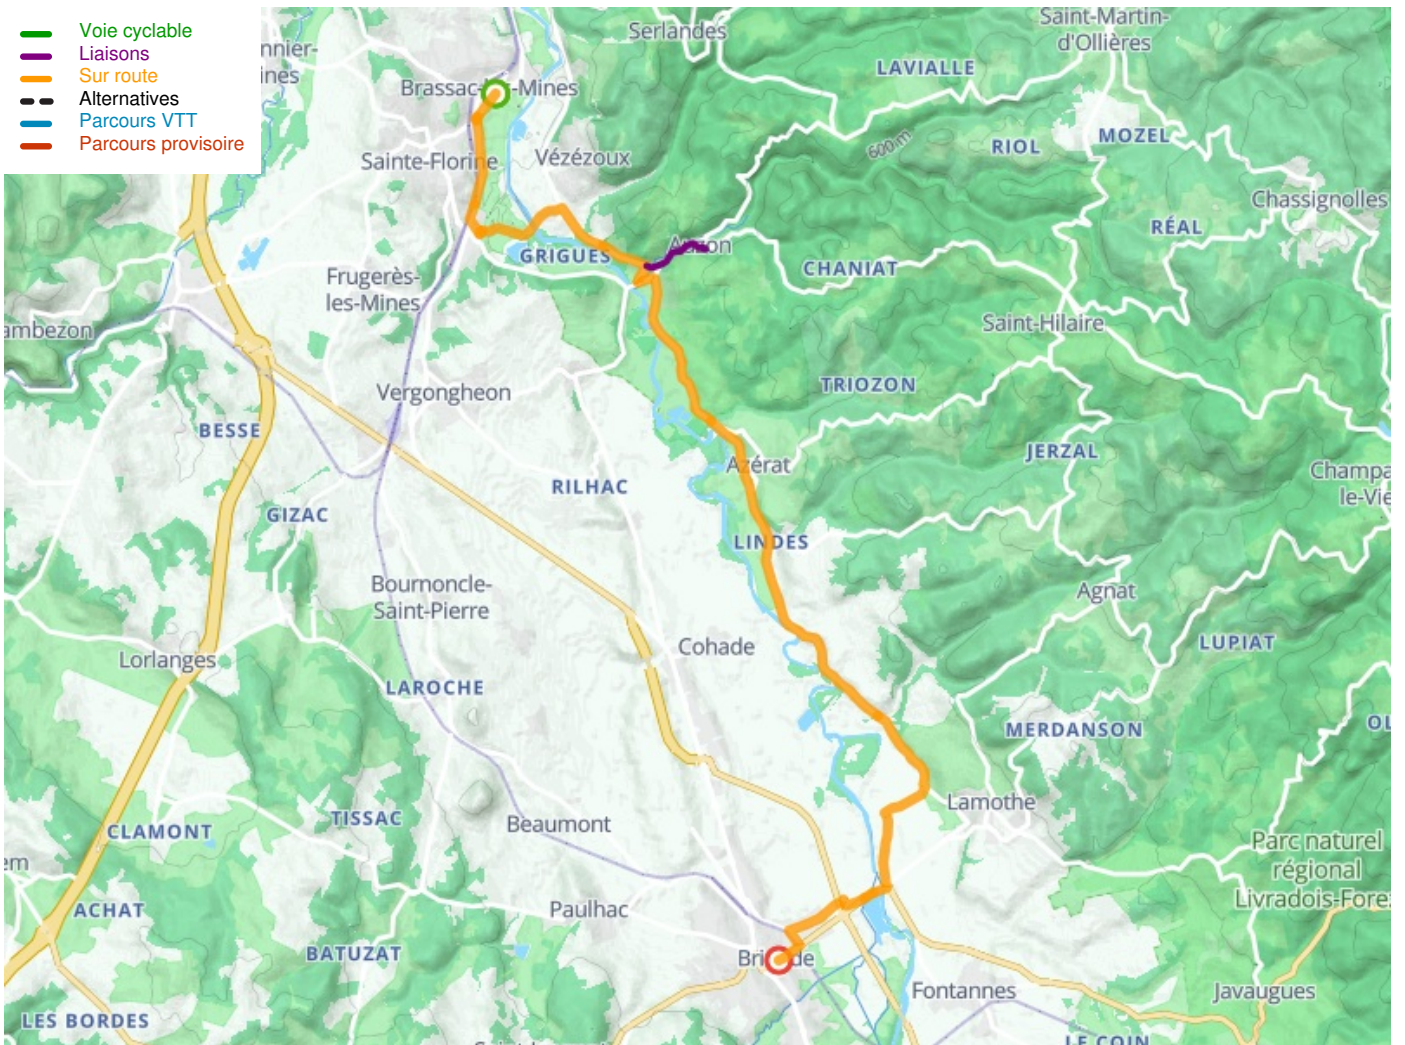 Voie cyclable
Liaisons
Sur route
Alternatives
Parcours VTT
Parcours provisoire
Serlandes
Saint-Martin-
d'Ollières
LAVIALLE
600 m
RIOL
MOZEL
Sainte-Florine
Vézézoux
Chassignolles
RÉAL
GRIGUES
CHANIAT
Frugerès-
les-Mines
Saint-Hilaire
Vergongheon
TRIOZON
BESSE
JERZAL
Azérat
RILHAC
GIZAC
LINDES
Bournoncle-
Saint-Pierre
Agnat
Cohade
LUPIAT
Lorlanges
LAROCHE
MERDANSON
Lamothe
TISSAC
Beaumont
CLAMONT
Parc naturel
régional
Livradois-Fore
ACHAT
Paulhac
BATUZAT
Fontannes
Javaugues
LES BORDES
LE COIN